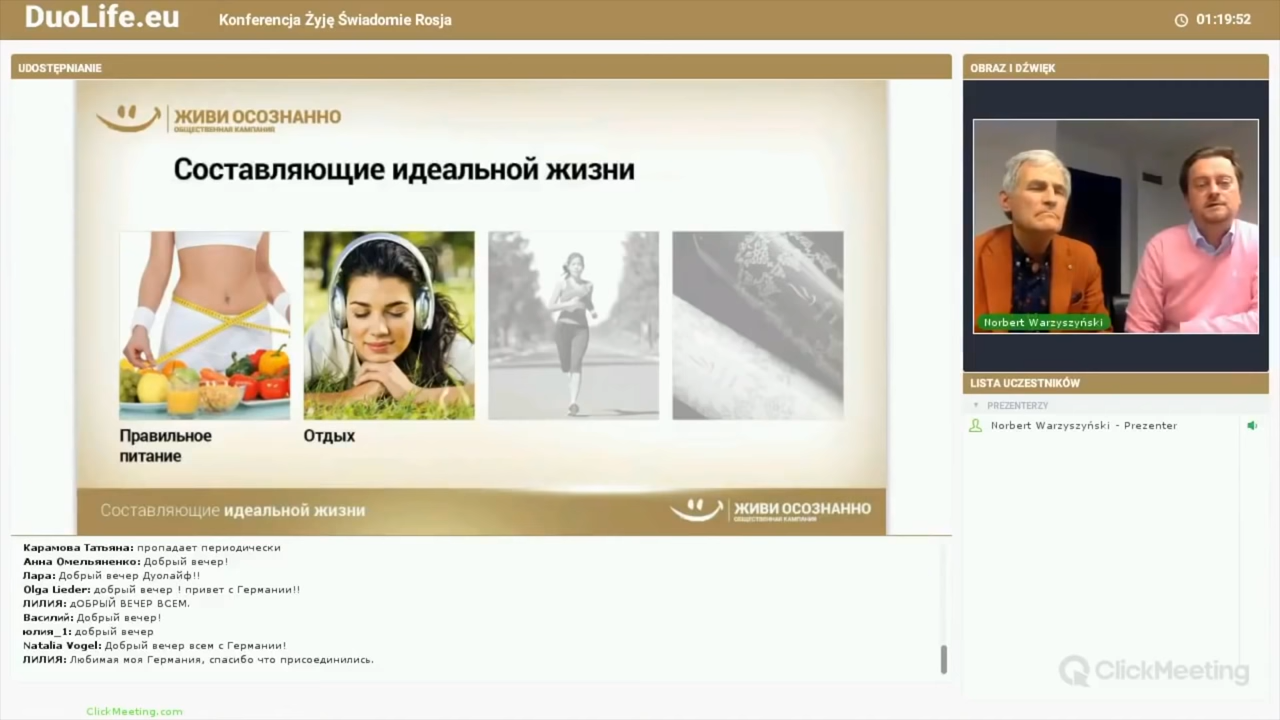 DuoLife.eu
Konferencja Żyję Świadomie Rosja
01:19:52
UDOSTĘPNIANIE
ЖИВИ ОСОЗНАННО
ОБЩЕСТВЕННАЯ КАМПАНИЯ
Составляющие идеальной жизни
Правильное
питание
Отдых
Составляющие идеальной жизни
ЖИВИ ОСОЗНАННО
ОБЩЕСТВЕННАЯ КАМПАНИЯ
Карамова Татьяна: пропадает периодически
Анна Омельяненко: Добрый вечер!
Лара: Добрый вечер Дуолайф!!
Olga Lieder: добрый вечер ! привет с Германии!!
ЛИЛИЯ: дОБРЫЙ ВЕЧЕР ВСЕМ.
Василий: Добрый вечер!
юлия_1: добрый вечер
Natalia Vogel: Добрый вечер всем с Германии!
ЛИЛИЯ: Любимая моя Германия, спасибо что присоединились.
ClickMeeting.com
OBRAZ I DŹWIĘK
Norbert Warzyszyński
LISTA UCZESTNIKÓW
PREZENTERZY
Norbert Warzyszyński - Prezenter
ClickMeeting